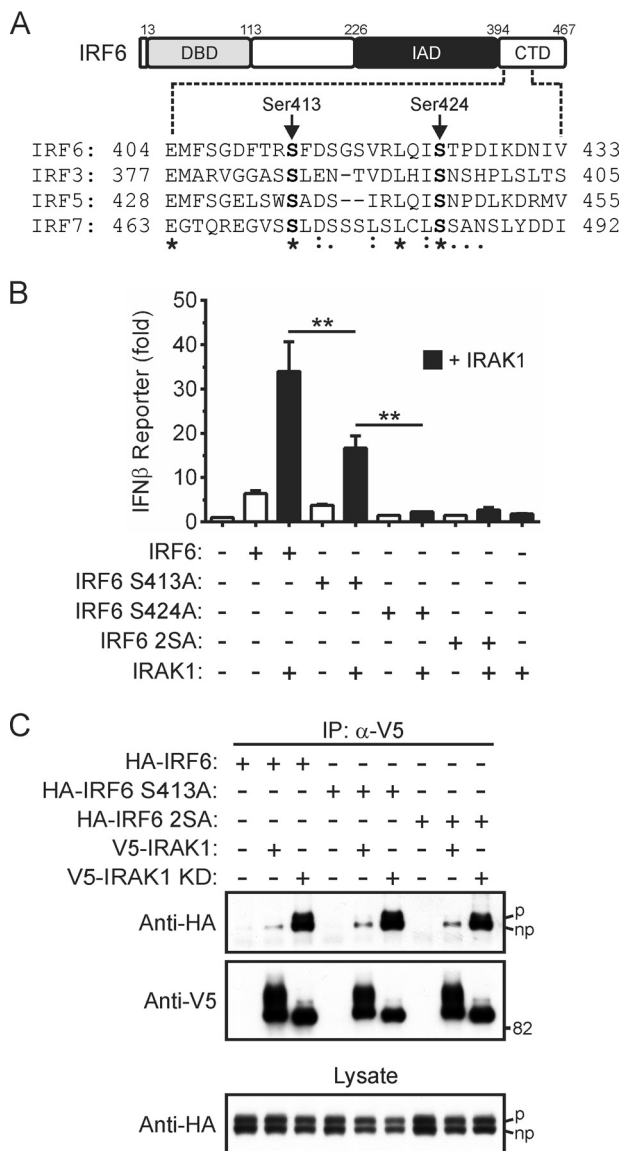 A
13 113 226 394 467
IRF6 DBD IAD CTD
Ser413 Ser424
IRF6: 404 EMFSGDFTRSFDSGSVRLQISTPDIKDNIV 433
IRF3: 377 EMARVGGASSLEN-TVDLHISNSHPLSLTS 405
IRF5: 428 EMFSGELSWSADS--IRLQISNPDLKDRMV 455
IRF7: 463 EGTQREGVSSLDSSSLSLCLSSANSLYDDI 492
* *:. : * :*...
B
IFNβ Reporter (fold)
50
40
30
20
10
0
** **
+ IRAK1
IRF6: - + + - - - - - - -
IRF6 S413A: - - - + + - - - - -
IRF6 S424A: - - - - - + + - - -
IRF6 2SA: - - - - - - - + + -
IRAK1: - - + - + - + - + +
C
IP: α-V5
HA-IRF6: + + + - - - - - -
HA-IRF6 S413A: - - - + + + - - -
HA-IRF6 2SA: - - - - - - + + +
V5-IRAK1: - + - - + - - + -
V5-IRAK1 KD: - - + - - + - - +
Anti-HA p
np
Anti-V5 82
Lysate
Anti-HA p
np